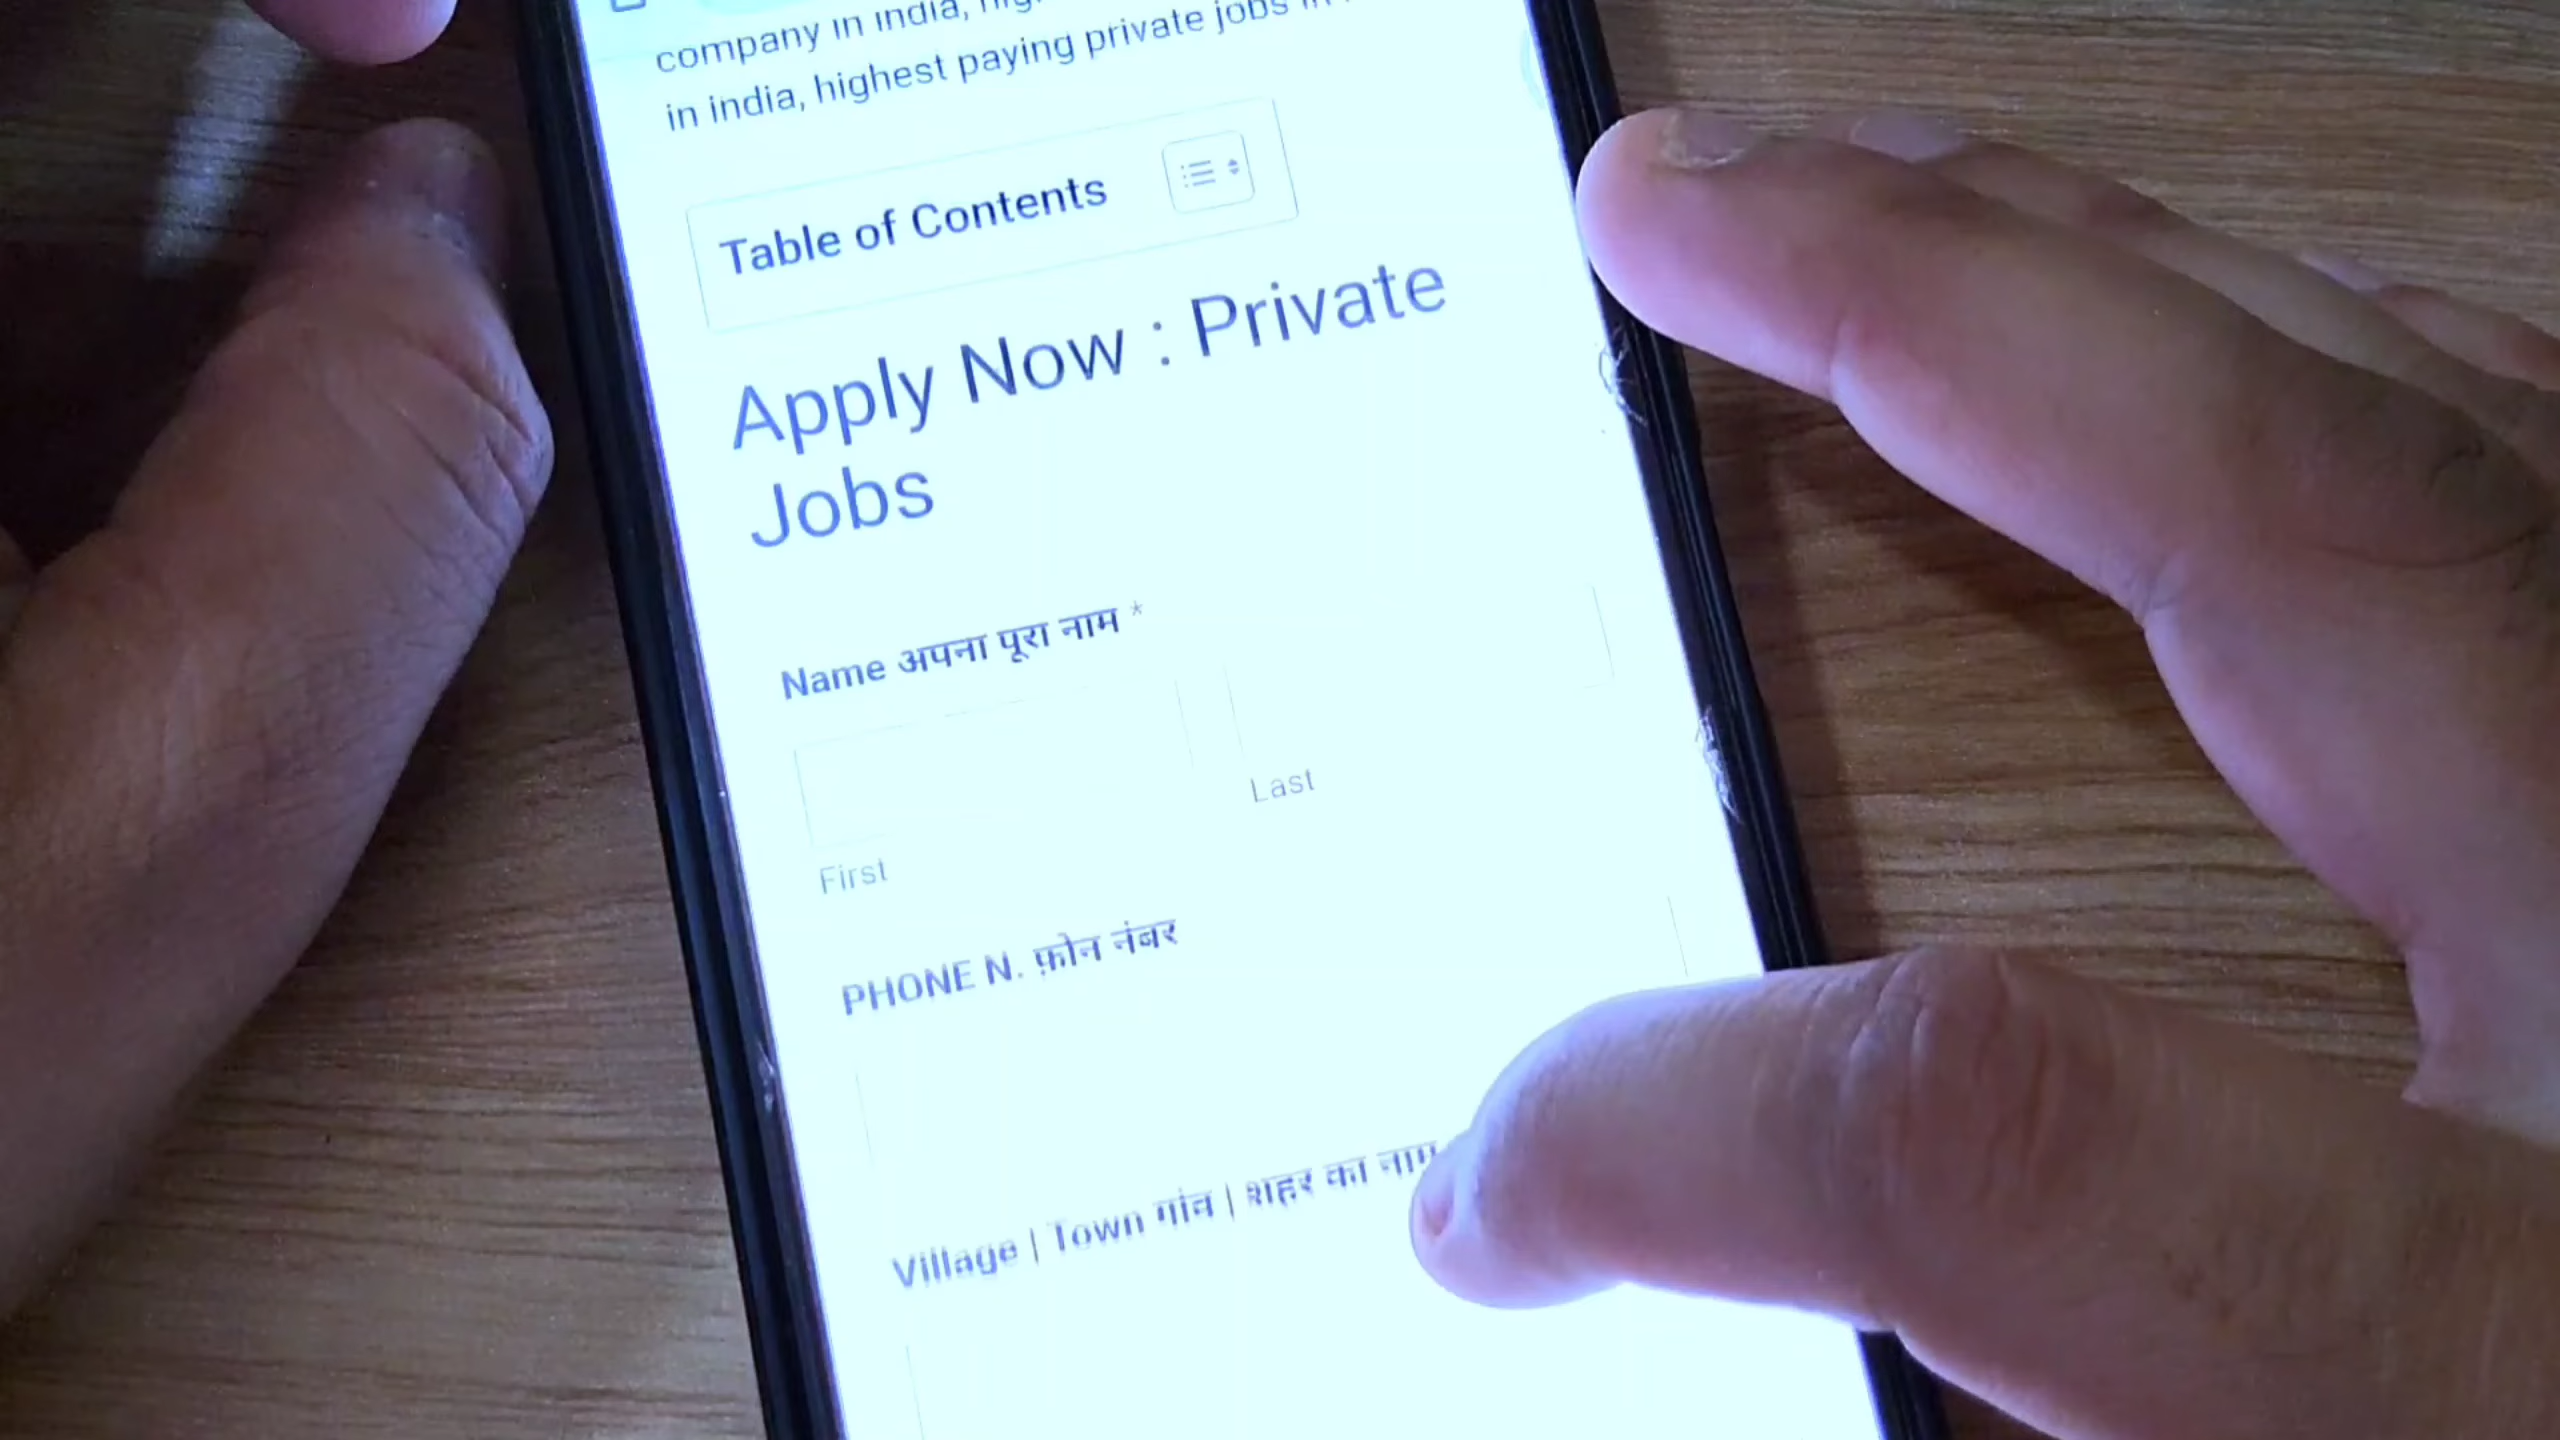 company in india,
in india, highest paying private jobs in
Table of Contents
Apply Now : Private
Jobs
Name अपना पूरा नाम *
First
Last
PHONE N. फ़ोन नंबर
Village | Town गांव | शहर का नाम